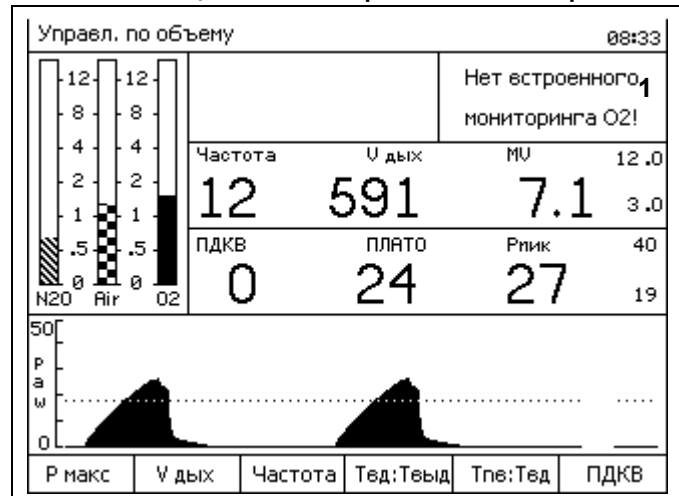 Управл. по объему 08:33
12 12
8 8
4 4
2 2
1 1
.5 .5
0 0
N2O Air O2
Нет встроенного 1
мониторинга О2!
Частота V дых MV 12.0
12 591 7.1 3.0
ПДКВ ПЛАТО Рпик 40
0 24 27 19
50
Paw
0
Р макс V дых Частота Твд:Твыд Тпв:Твд ПДКВ